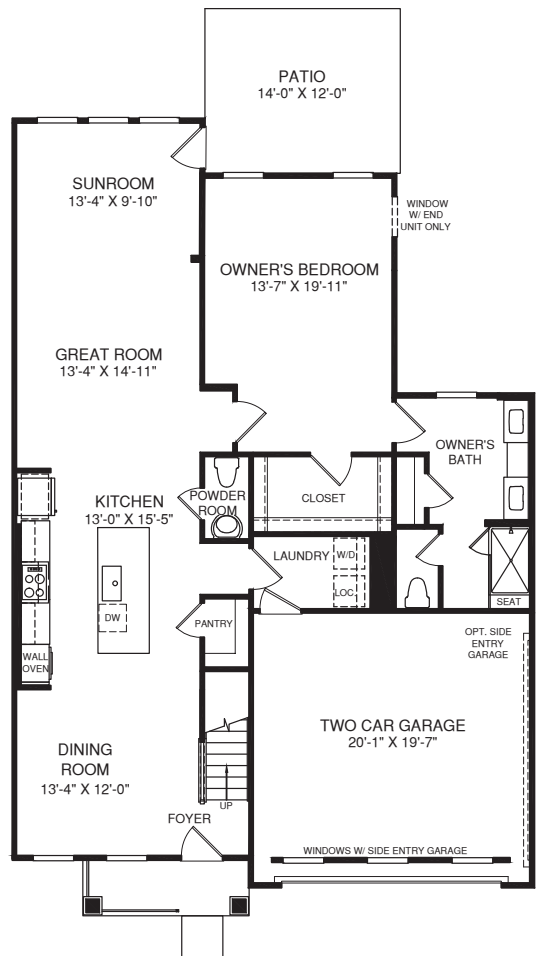 PATIO
14'-0" X 12'-0"
SUNROOM
13'-4" X 9'-10"
WINDOW
W/ END
UNIT ONLY
OWNER'S BEDROOM
13'-7" X 19'-11"
GREAT ROOM
13'-4" X 14'-11"
OWNER'S
BATH
KITCHEN
13'-0" X 15'-5"
POWDER
ROOM
CLOSET
LAUNDRY
W/D
LOC
SEAT
DW
PANTRY
OPT. SIDE
ENTRY
GARAGE
WALL
OVEN
TWO CAR GARAGE
20'-1" X 19'-7"
DINING
ROOM
13'-4" X 12'-0"
UP
FOYER
WINDOWS W/ SIDE ENTRY GARAGE